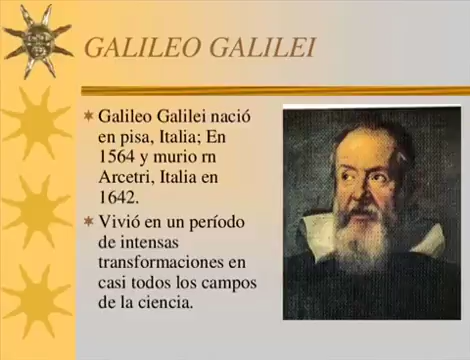 GALILEO GALILEI
Galileo Galilei nació
en pisa, Italia; En
1564 y murio rn
Arcetri, Italia en
1642.
Vivió en un período
de intensas
transformaciones en
casi todos los campos
de la ciencia.